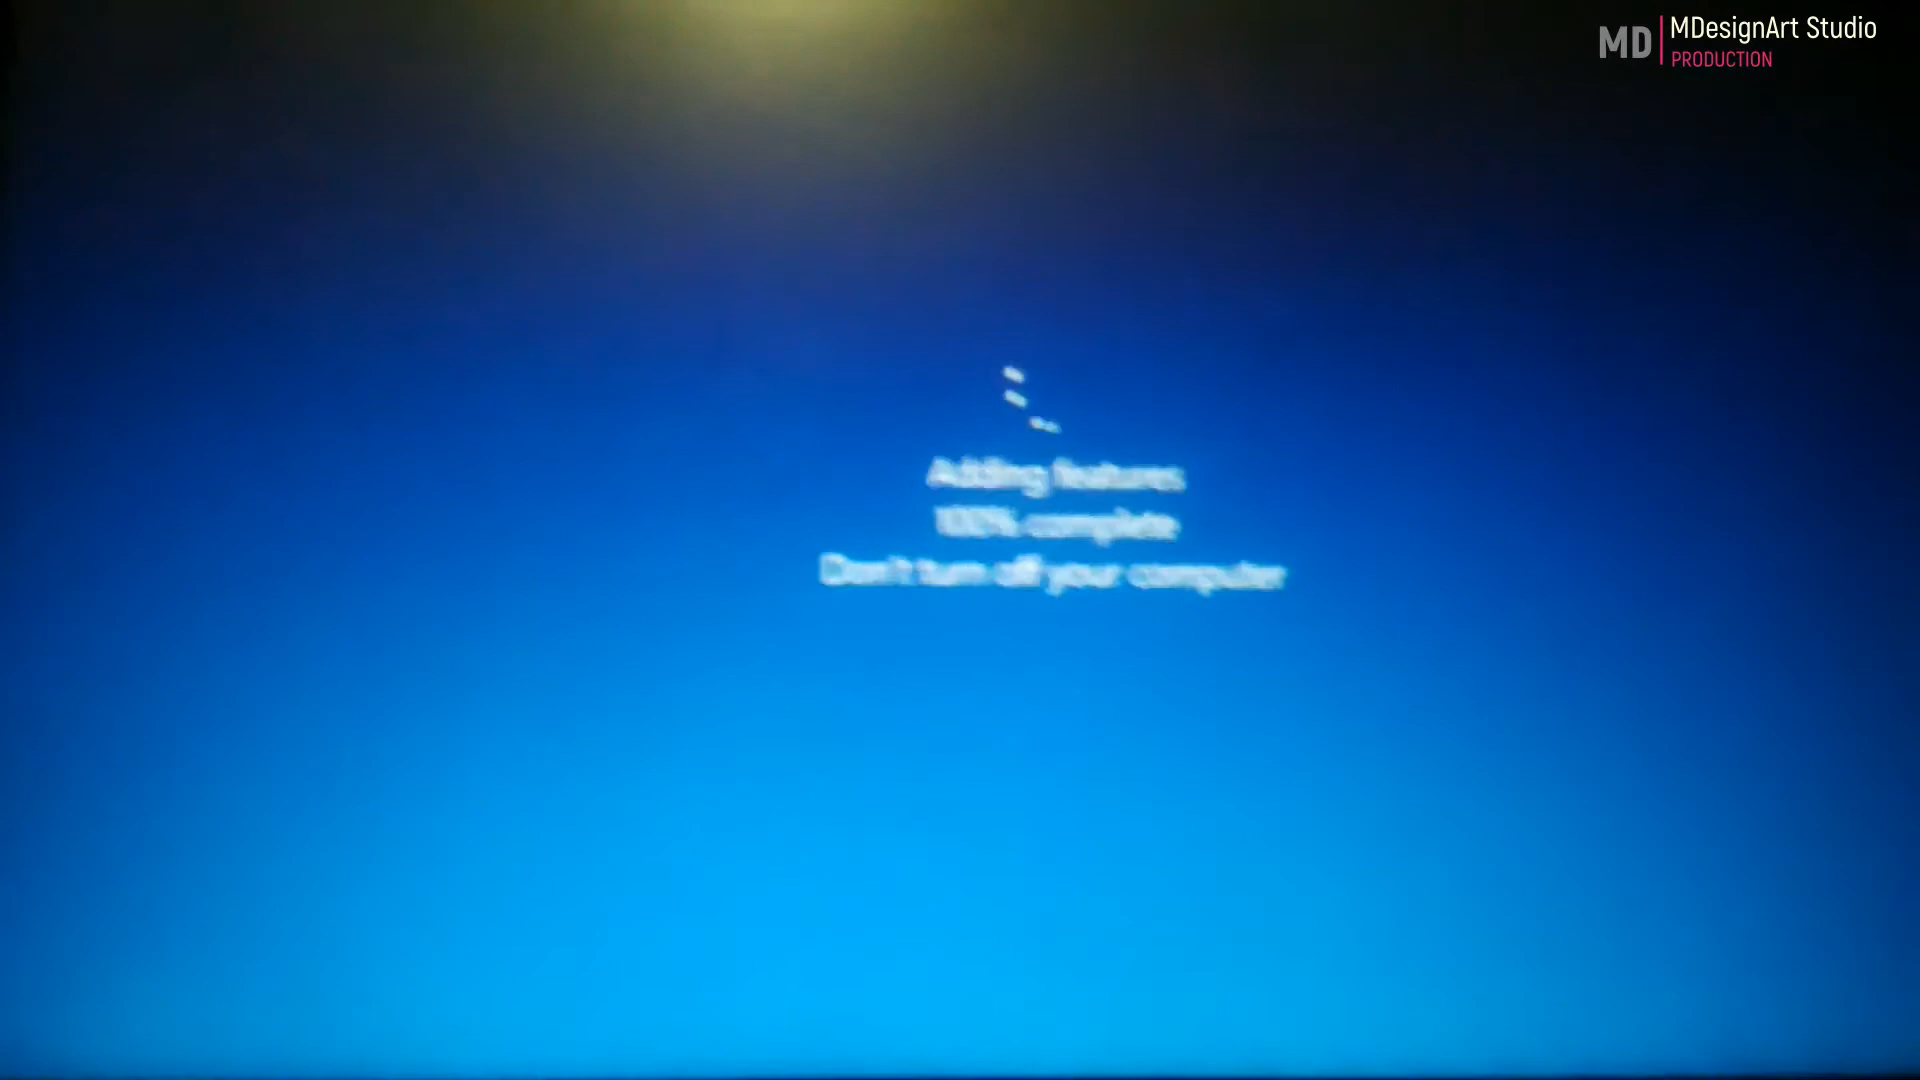 MD
MDesignArt Studio
PRODUCTION
Adding features
100% complete
Don't turn off your computer